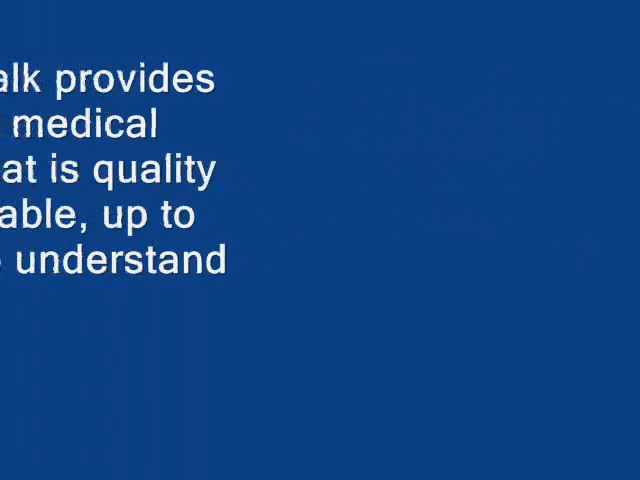 alk provides
medical
at is quality
able, up to
understand